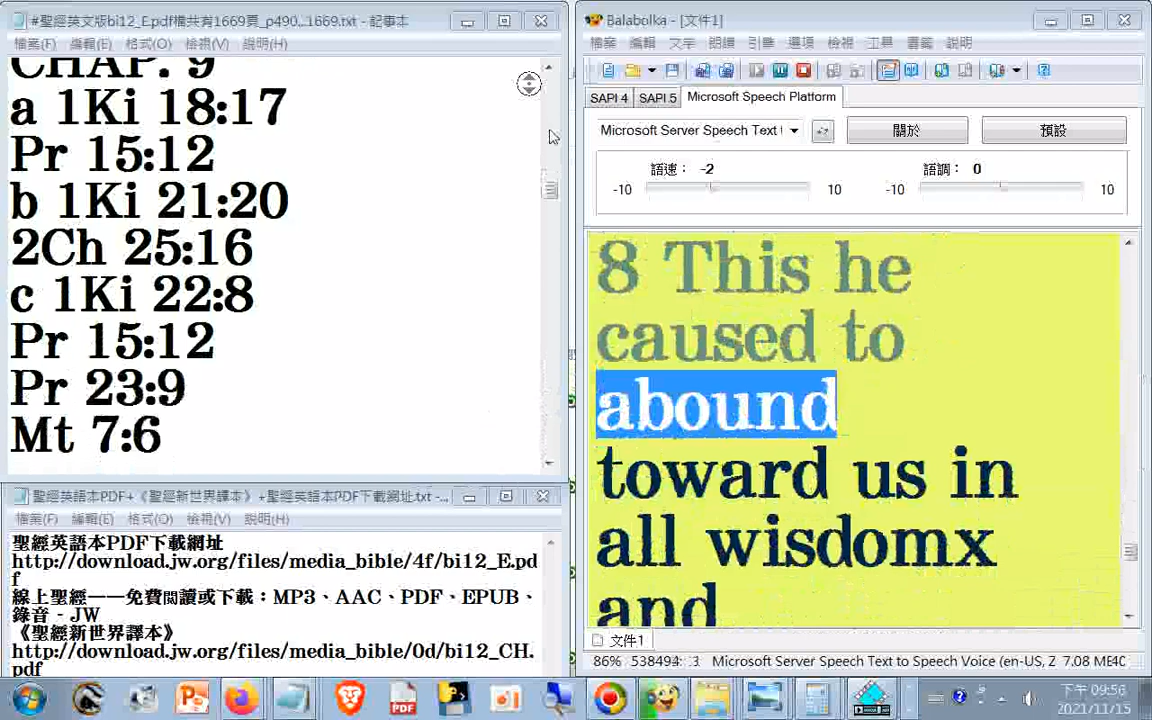 #聖經英文版bi12_E.pdf檔共有1669頁_p490...1669.txt - 記事本
檔案(F) 編輯(E) 格式(O) 檢視(V) 說明(H)
CHAP. 9
a 1Ki 18:17
Pr 15:12
b 1Ki 21:20
2Ch 25:16
c 1Ki 22:8
Pr 15:12
Pr 23:9
Mt 7:6
聖經英語本PDF+《聖經新世界譯本》+聖經英語本PDF下載網址.txt -...
檔案(F) 編輯(E) 格式(O) 檢視(V) 說明(H)
聖經英語本PDF下載網址
http://download.jw.org/files/media_bible/4f/bi12_E.pd
f
線上聖經——免費閱讀或下載：MP3、AAC、PDF、EPUB、
錄音 - JW
《聖經新世界譯本》
http://download.jw.org/files/media_bible/0d/bi12_CH.
pdf
Balabolka - [文件1]
檔案 編輯 文字 朗讀 引擎 選項 檢視 工具 書籤 說明
SAPI 4 SAPI 5 Microsoft Speech Platform
Microsoft Server Speech Text 關於 預設
語速： -2 語調： 0
-10 10 -10 10
8 This he
caused to
abound
toward us in
all wisdomx
and
文件1
86% 538494: 3 Microsoft Server Speech Text to Speech Voice (en-US, Z 7.08 ME
PDF
下午 09:56
2021/11/15